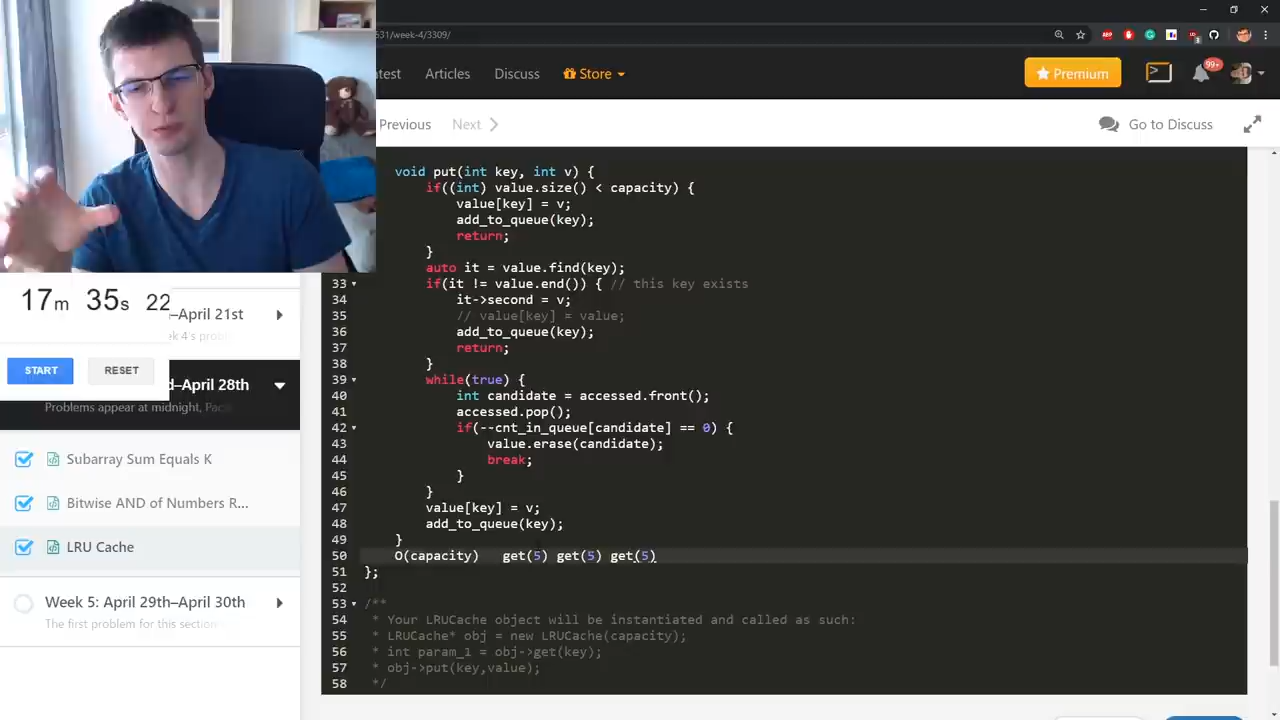 531/week-4/3309/
test Articles Discuss Store Premium 99+
Previous Next Go to Discuss
void put(int key, int v) {
if((int) value.size() < capacity) {
value[key] = v;
add_to_queue(key);
return;
}
auto it = value.find(key);
33 if(it != value.end()) { // this key exists
34 it->second = v;
35 // value[key] = value;
36 add_to_queue(key);
37 return;
38 }
39 while(true) {
40 int candidate = accessed.front();
41 accessed.pop();
42 if(--cnt_in_queue[candidate] == 0) {
43 value.erase(candidate);
44 break;
45 }
46 }
47 value[key] = v;
48 add_to_queue(key);
49 }
50 O(capacity) get(5) get(5) get(5)
51 };
52
53 /**
54 * Your LRUCache object will be instantiated and called as such:
55 * LRUCache* obj = new LRUCache(capacity);
56 * int param_1 = obj->get(key);
57 * obj->put(key,value);
58 */
17m 35s 22
START RESET
–April 21st
ek 4's prob
d–April 28th
Problems appear at midnight, Pac
Subarray Sum Equals K
Bitwise AND of Numbers R...
LRU Cache
Week 5: April 29th–April 30th
The first problem for this section